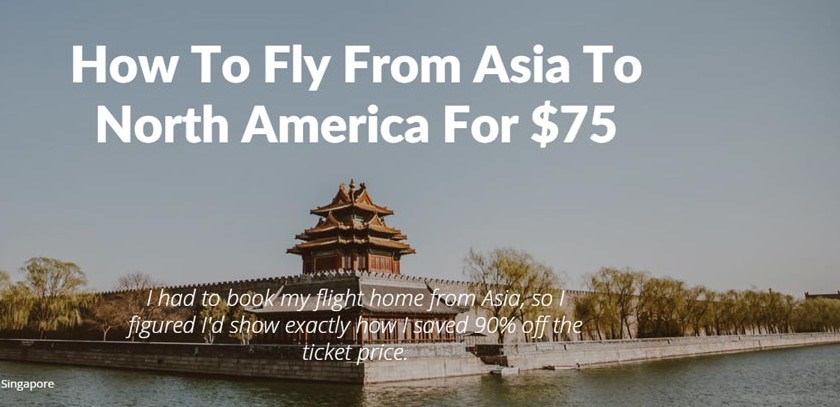 How To Fly From Asia To
North America For $75
I had to book my flight home from Asia, so I
figured I'd show exactly how I saved 90% off the
ticket price.
Singapore